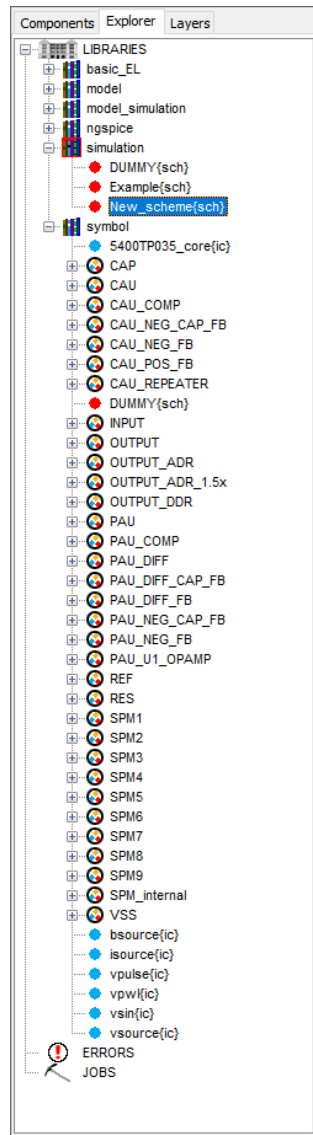 Components Explorer Layers
LIBRARIES
basic_EL
model
model_simulation
ngspice
simulation
DUMMY{sch}
Example{sch}
New_scheme{sch}
symbol
5400TP035_core{ic}
CAP
CAU
CAU_COMP
CAU_NEG_CAP_FB
CAU_NEG_FB
CAU_POS_FB
CAU_REPEATER
DUMMY{sch}
INPUT
OUTPUT
OUTPUT_ADR
OUTPUT_ADR_1.5x
OUTPUT_DDR
PAU
PAU_COMP
PAU_DIFF
PAU_DIFF_CAP_FB
PAU_DIFF_FB
PAU_NEG_CAP_FB
PAU_NEG_FB
PAU_U1_OPAMP
REF
RES
SPM1
SPM2
SPM3
SPM4
SPM5
SPM6
SPM7
SPM8
SPM9
SPM_internal
VSS
bsource{ic}
isource{ic}
vpulse{ic}
vpwl{ic}
vsin{ic}
vsource{ic}
ERRORS
JOBS